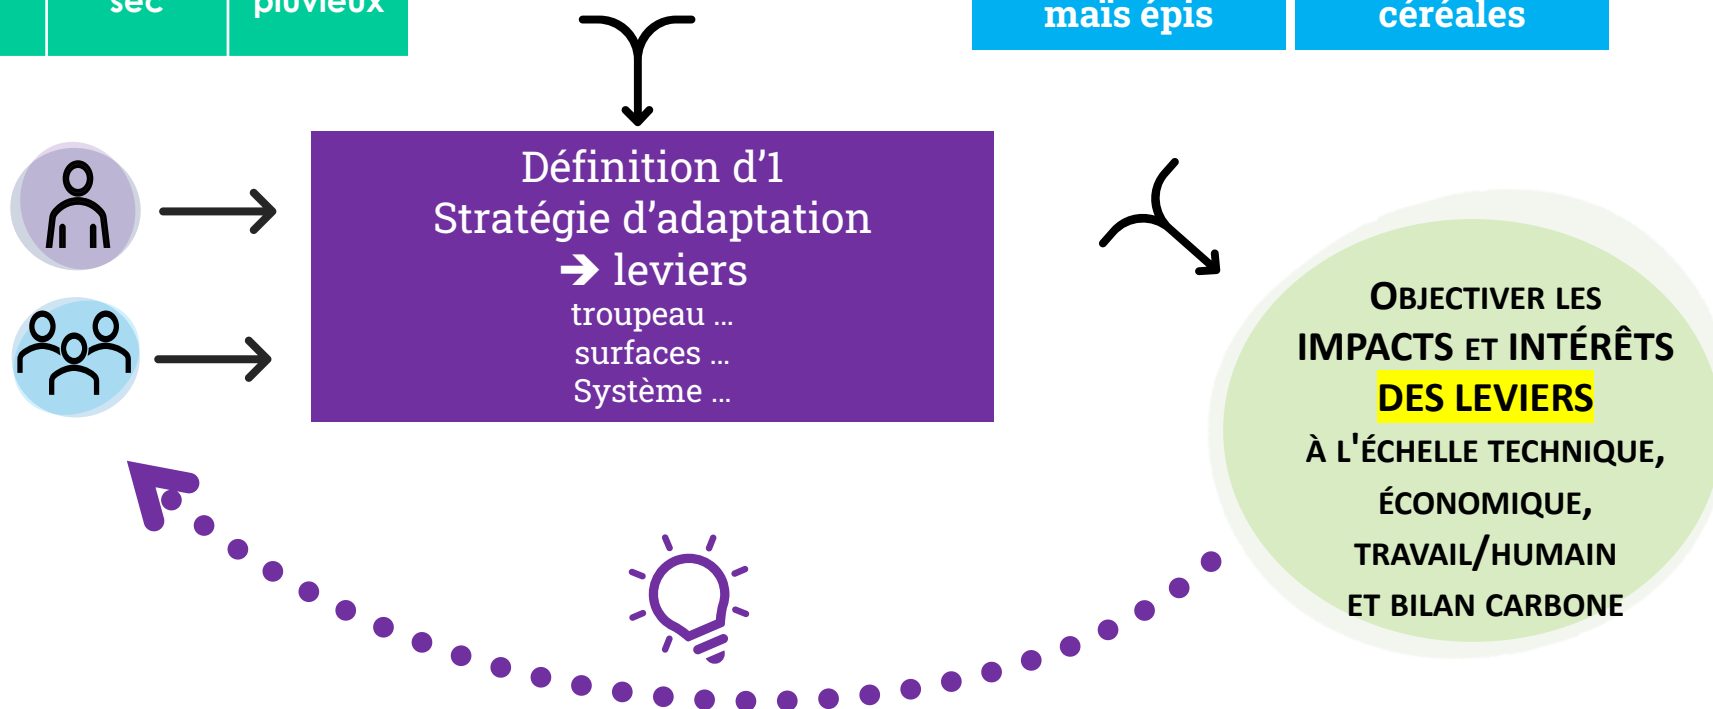 sec
pluvieux
maïs épis
céréales
Définition d'1
Stratégie d'adaptation
➔ leviers
troupeau ...
surfaces ...
Système ...
OBJECTIVER LES
IMPACTS ET INTÉRÊTS
DES LEVIERS
À L'ÉCHELLE TECHNIQUE,
ÉCONOMIQUE,
TRAVAIL/HUMAIN
ET BILAN CARBONE